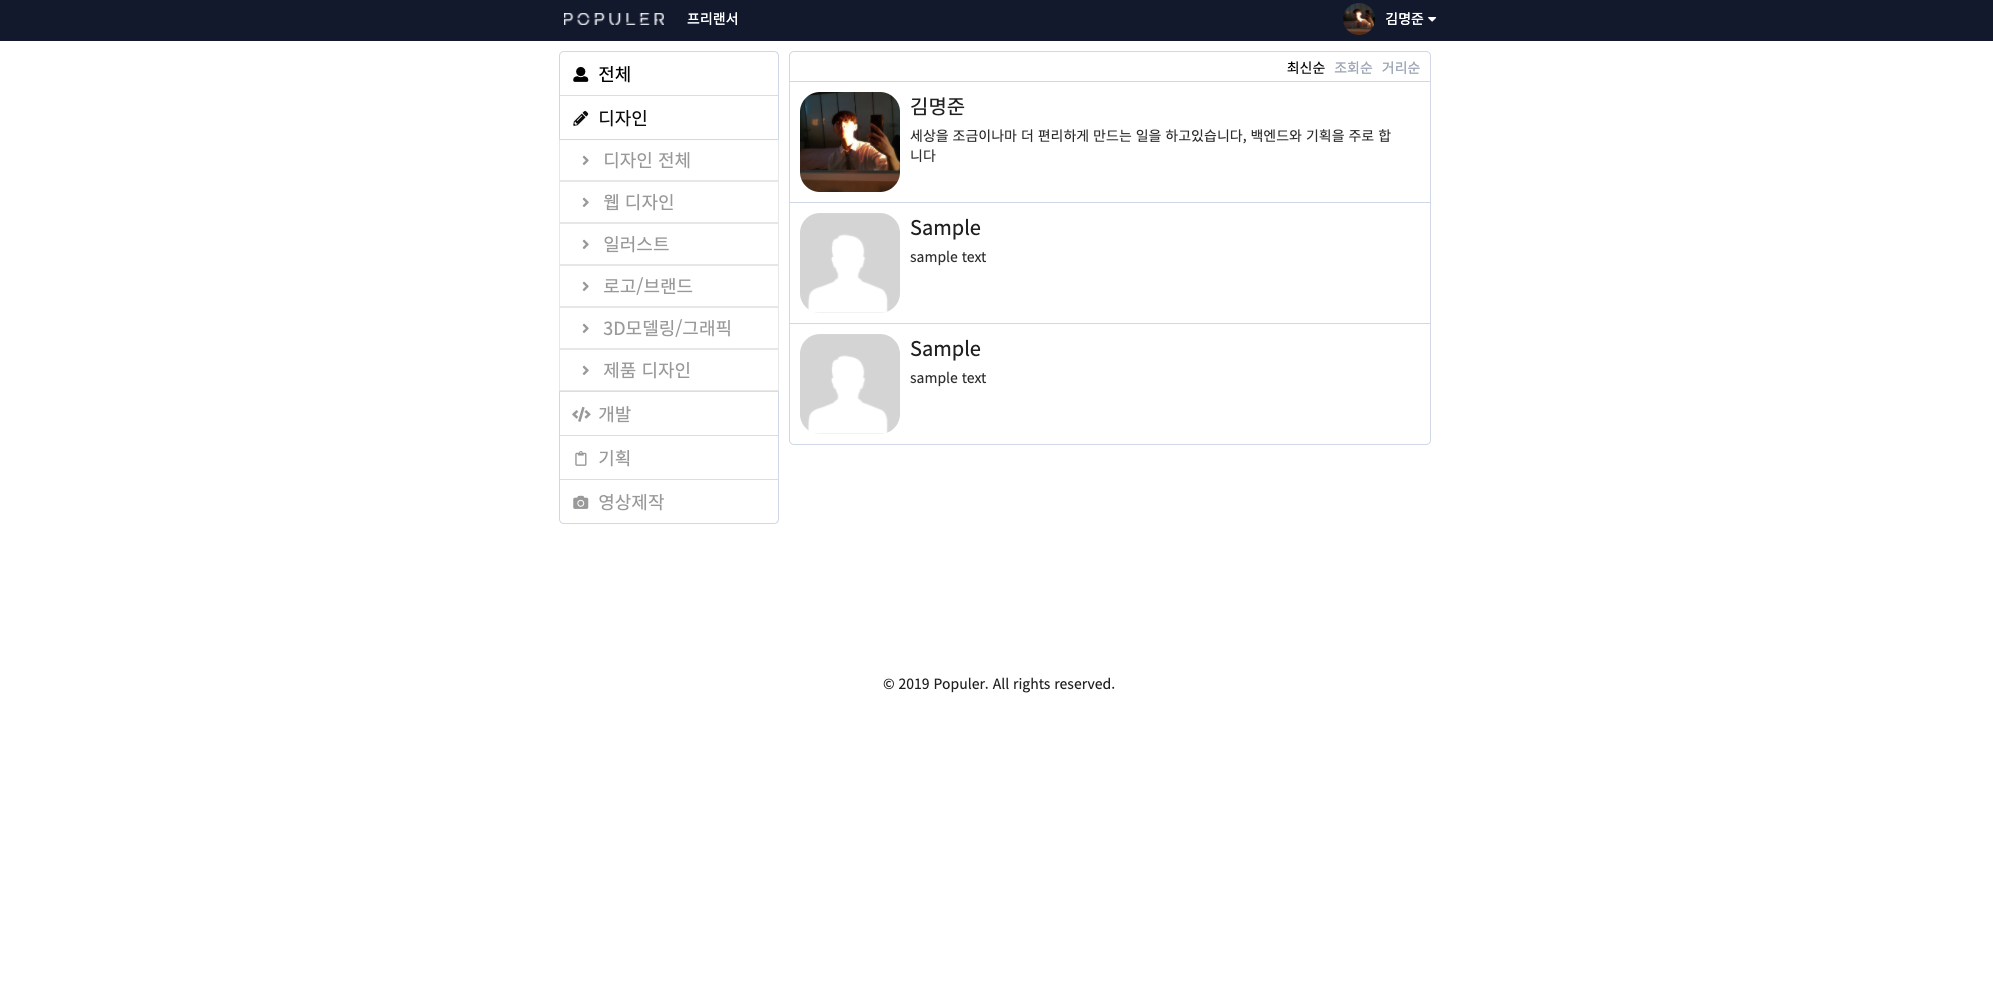 POPULER 프리랜서 김명준
전체
디자인
디자인 전체
웹 디자인
일러스트
로고/브랜드
3D모델링/그래픽
제품 디자인
개발
기획
영상제작
최신순 조회순 거리순
김명준
세상을 조금이나마 더 편리하게 만드는 일을 하고있습니다, 백엔드와 기획을 주로 합
니다
Sample
sample text
Sample
sample text
© 2019 Populer. All rights reserved.